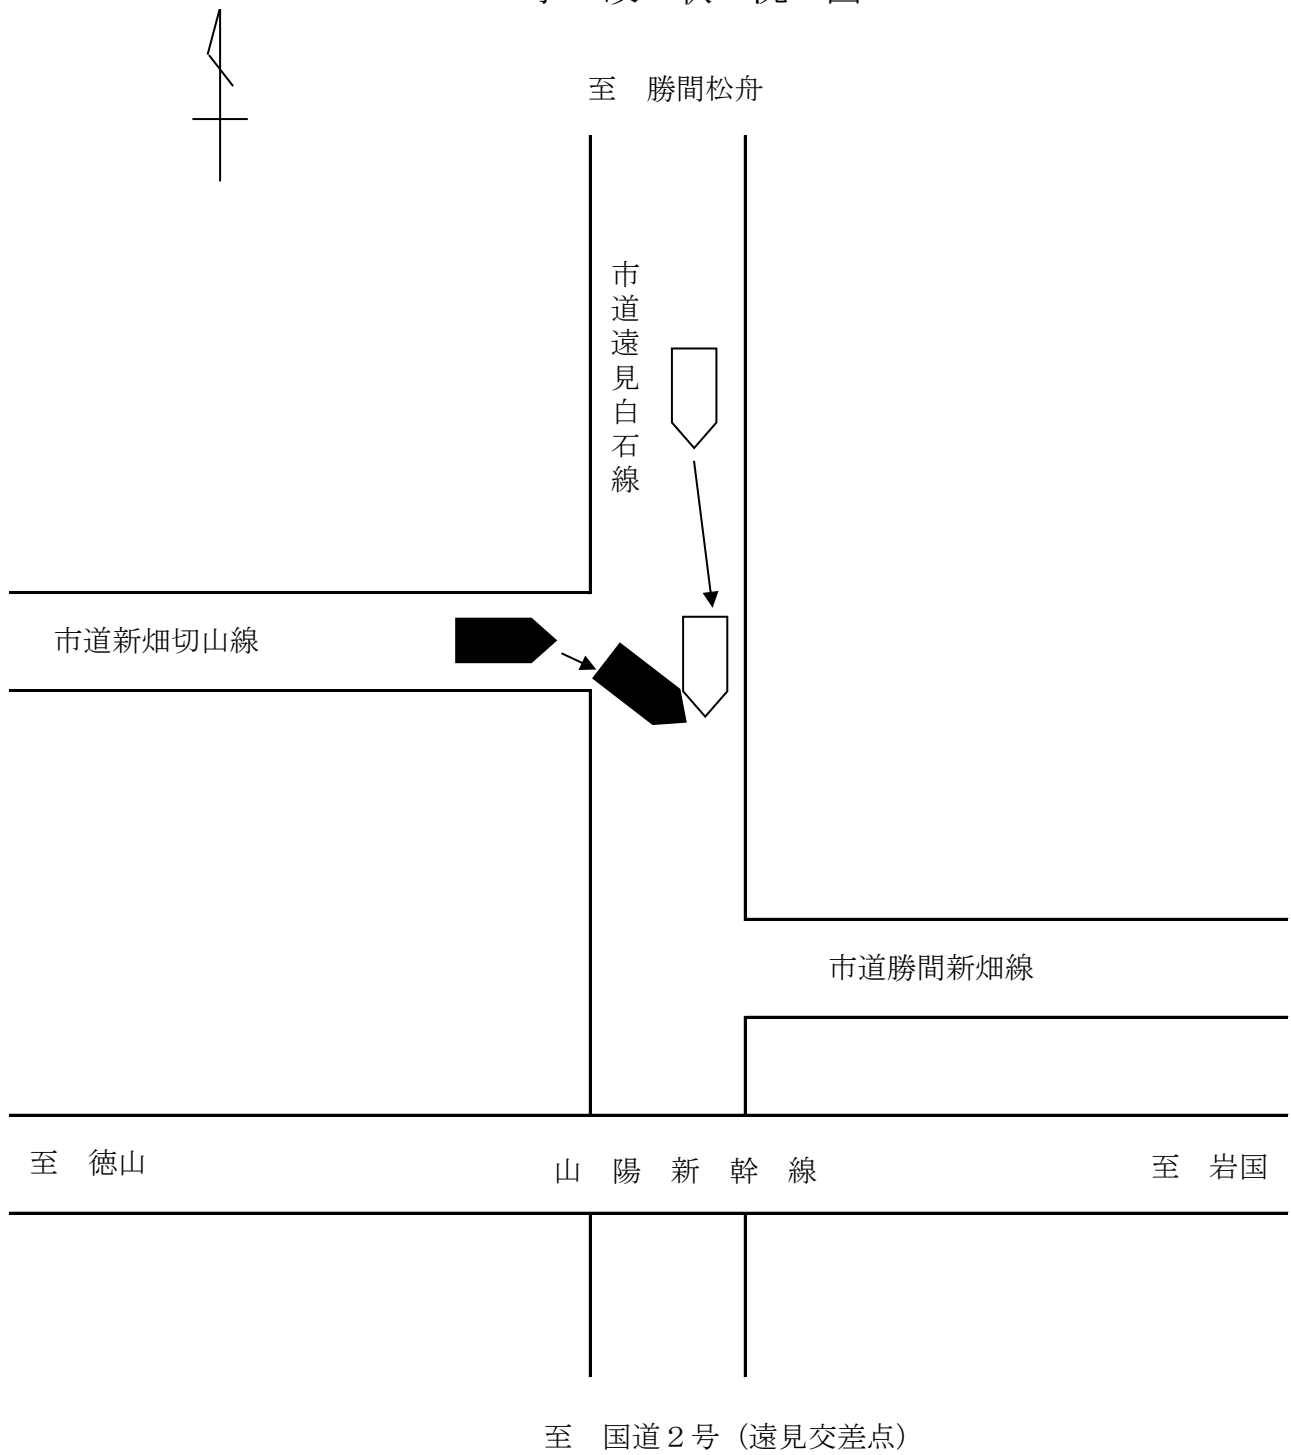 至　勝間松舟
市道遠見白石線
市道新畑切山線
市道勝間新畑線
至　徳山
山　陽　新　幹　線
至　岩国
至　国道２号（遠見交差点）